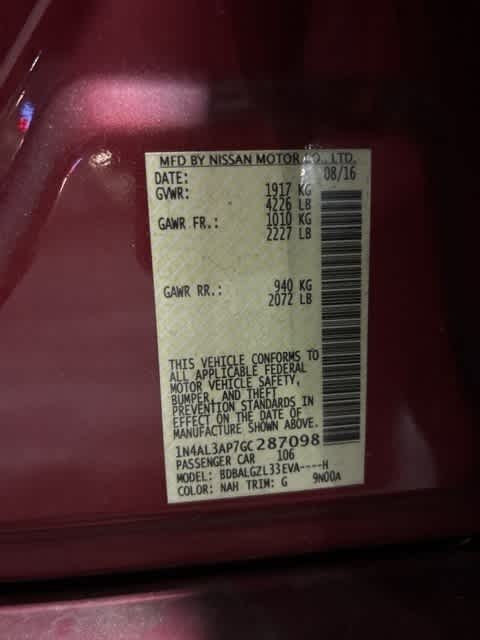 MFD BY NISSAN MOTOR CO., LTD.
DATE: 08/16
GVWR: 1917 KG
4226 LB
GAWR FR.: 1010 KG
2227 LB
GAWR RR.: 940 KG
2072 LB
THIS VEHICLE CONFORMS TO
ALL APPLICABLE FEDERAL
MOTOR VEHICLE SAFETY,
BUMPER, AND THEFT
PREVENTION STANDARDS IN
EFFECT ON THE DATE OF
MANUFACTURE SHOWN ABOVE.
1N4AL3AP7GC287098
PASSENGER CAR 106
MODEL: BDBALGZL33EVA----H
COLOR: NAH TRIM: G 9N00A